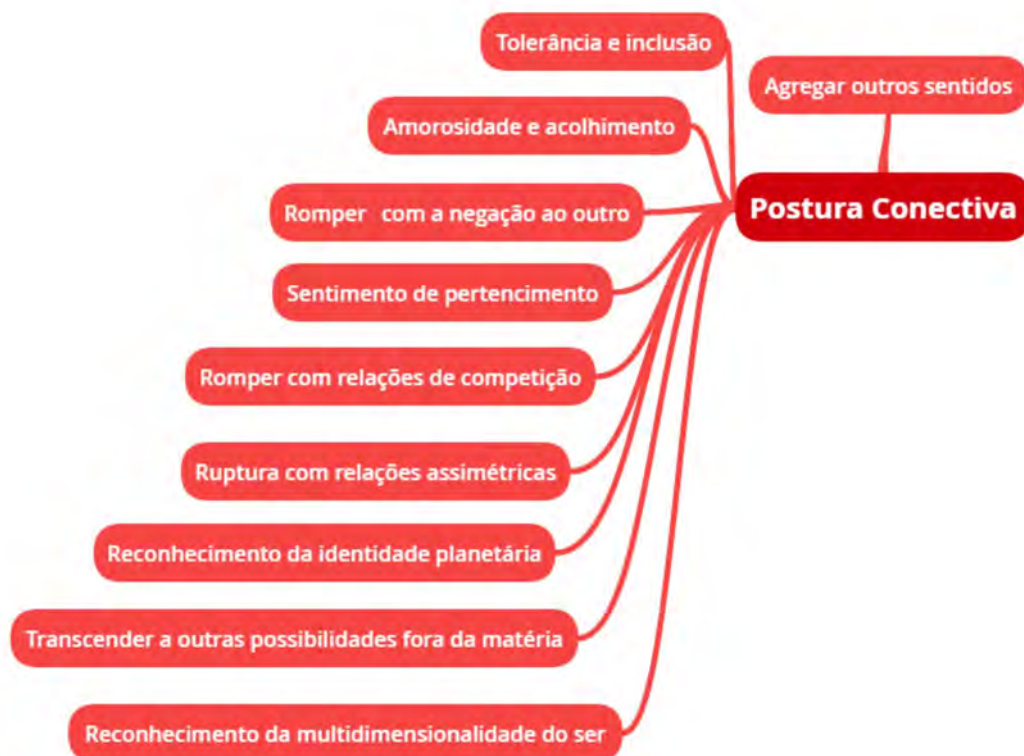 Tolerância e inclusão
Agregar outros sentidos
Amorosidade e acolhimento
Postura Conectiva
Romper com a negação ao outro
Sentimento de pertencimento
Romper com relações de competição
Ruptura com relações assimétricas
Reconhecimento da identidade planetária
Transcender a outras possibilidades fora da matéria
Reconhecimento da multidimensionalidade do ser